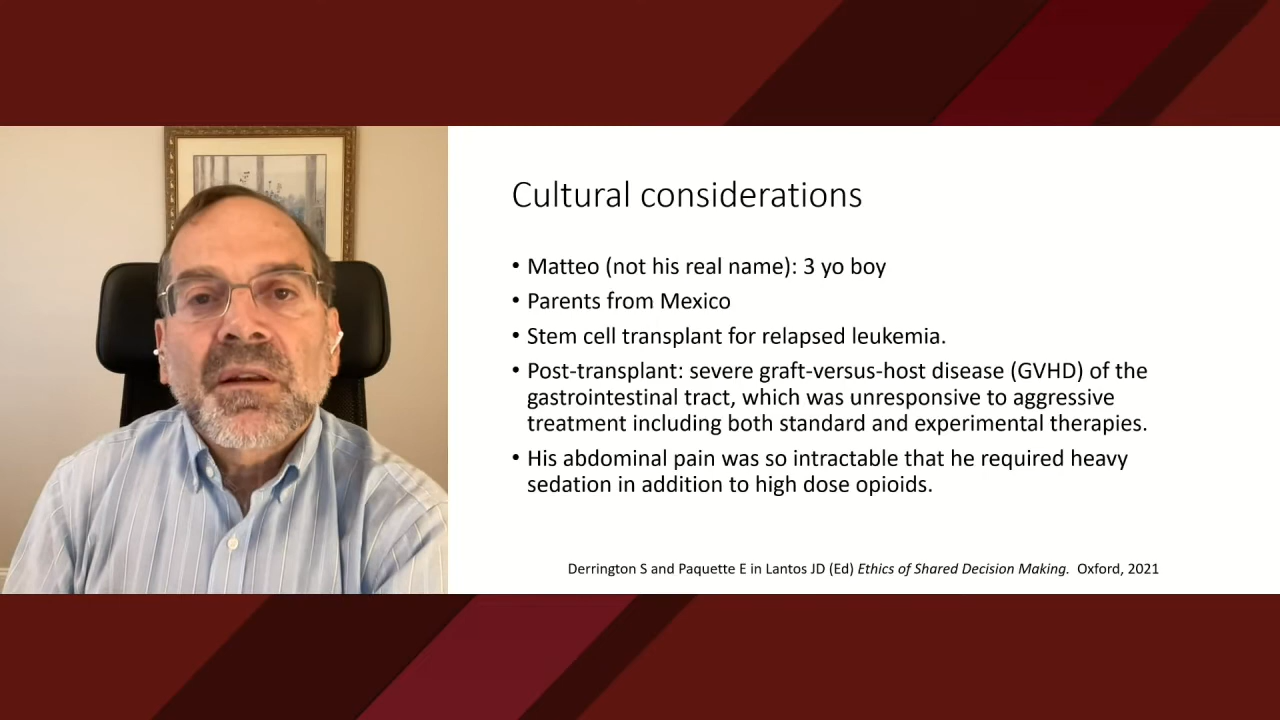 Cultural considerations
• Matteo (not his real name): 3 yo boy
• Parents from Mexico
• Stem cell transplant for relapsed leukemia.
• Post-transplant: severe graft-versus-host disease (GVHD) of the
gastrointestinal tract, which was unresponsive to aggressive
treatment including both standard and experimental therapies.
• His abdominal pain was so intractable that he required heavy
sedation in addition to high dose opioids.
Derrington S and Paquette E in Lantos JD (Ed) Ethics of Shared Decision Making. Oxford, 2021